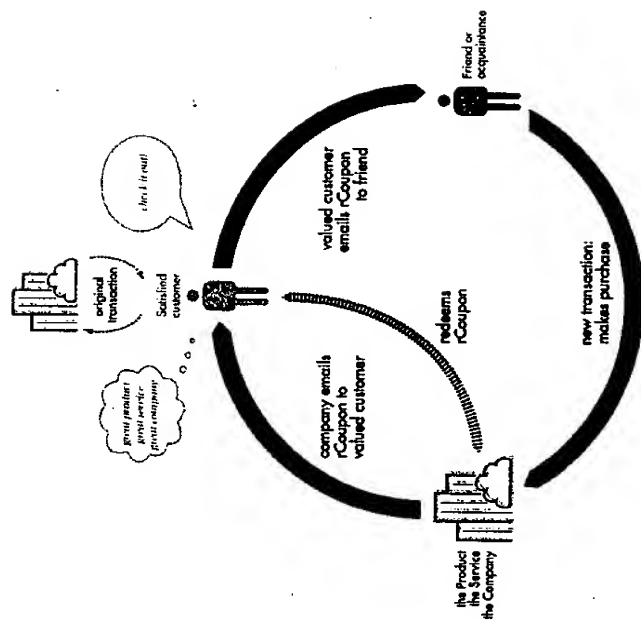 great product
great service
great company
original
transaction
Satisfied
customer
check it out!
company emails
rCoupon to
valued customer
valued customer
emails rCoupon
to friend
redeems
rCoupon
the Product
the Service
the Company
new transaction:
makes purchase
Friend or
acquaintance